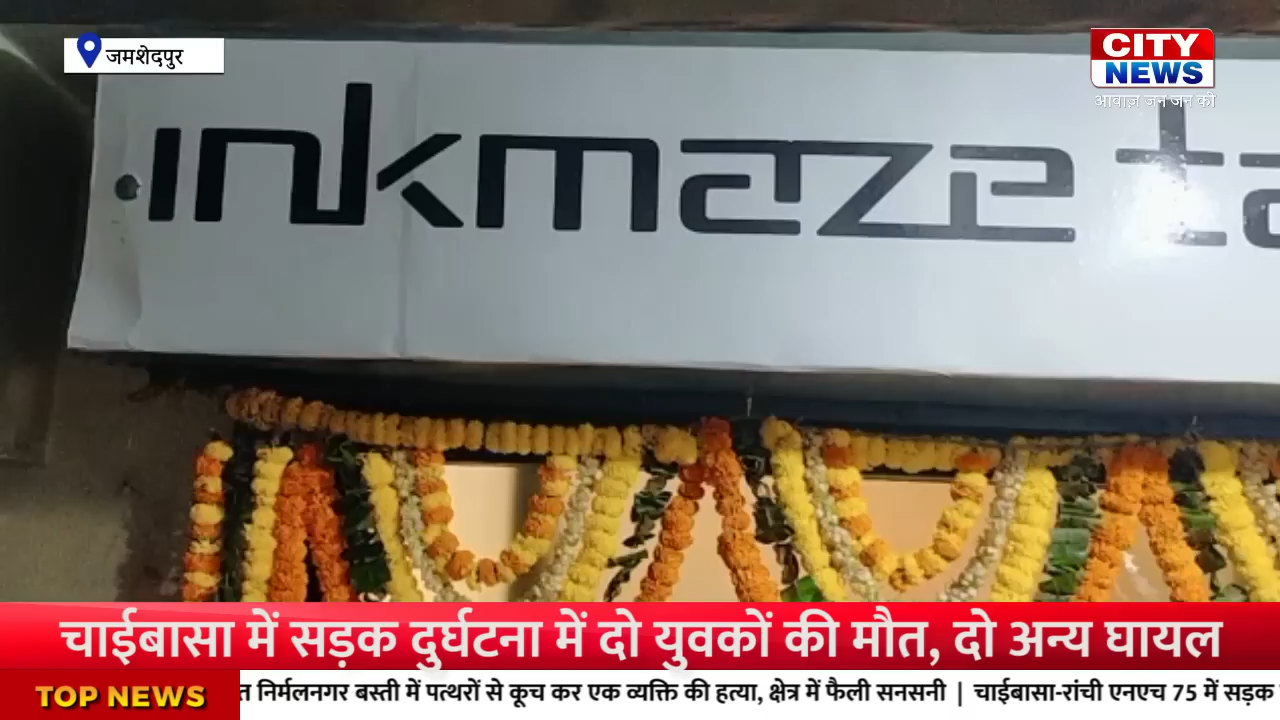 जमशेदपुर
CITY
NEWS
आवाज़ जन जन की
inkmaze
चाईबासा में सड़क दुर्घटना में दो युवकों की मौत, दो अन्य घायल
TOP NEWS
निर्मलनगर बस्ती में पत्थरों से कूच कर एक व्यक्ति की हत्या, क्षेत्र में फैली सनसनी | चाईबासा-रांची एनएच 75 में सड़क